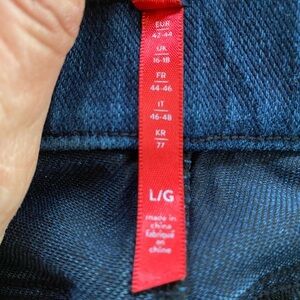 EUR
42-44
UK
16-18
FR
44-46
IT
46-48
KR
77
L/G
made in
china
fabriqué
en
chine